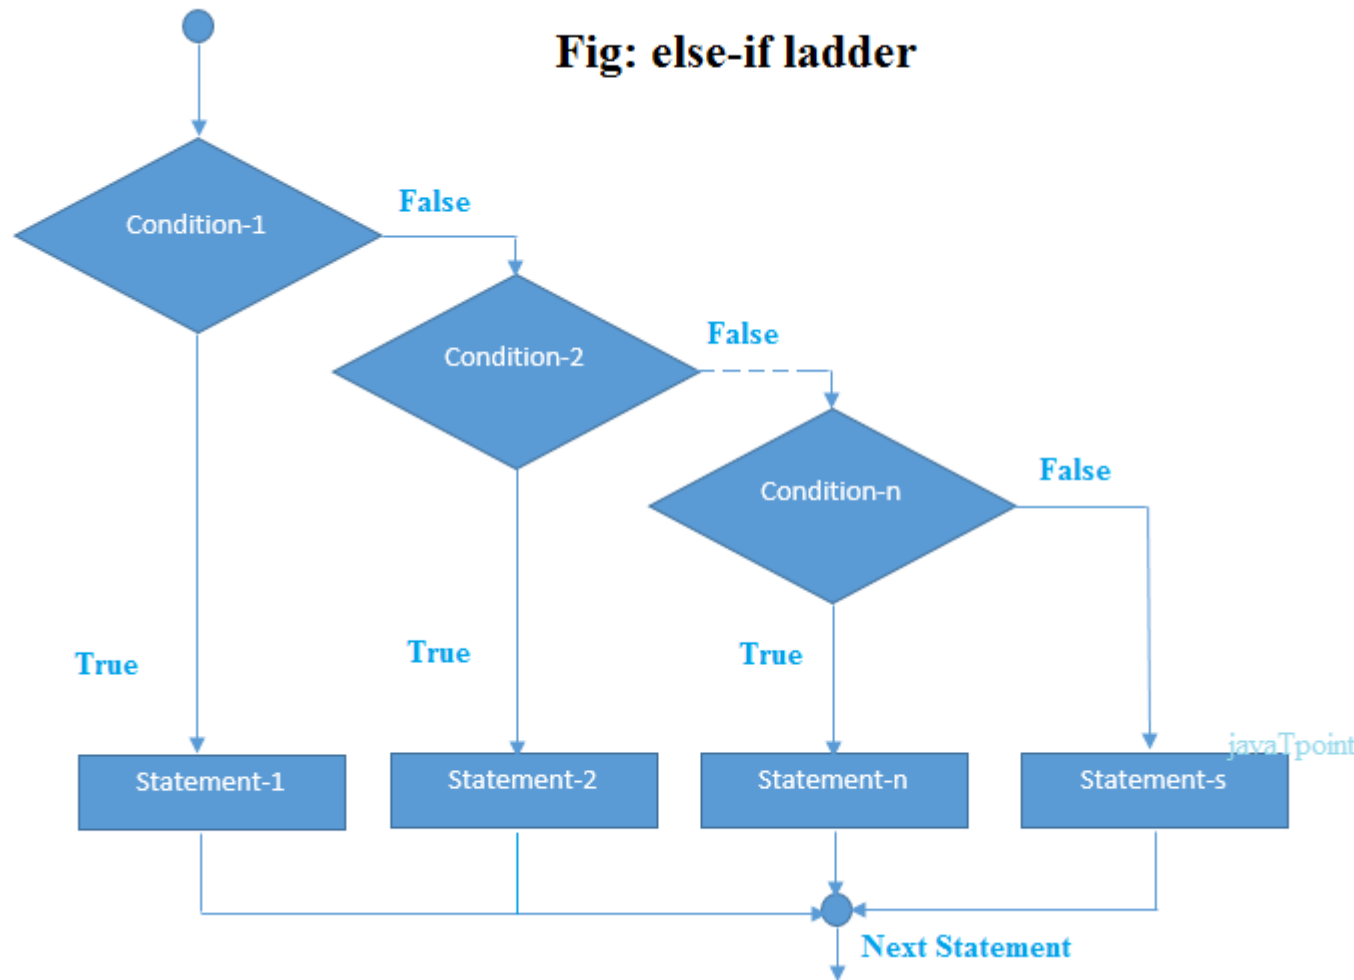 Fig: else-if ladder
Condition-1
False
Condition-2
False
Condition-n
False
True
True
True
Statement-1
Statement-2
Statement-n
Statement-s
javaTpoint
Next Statement